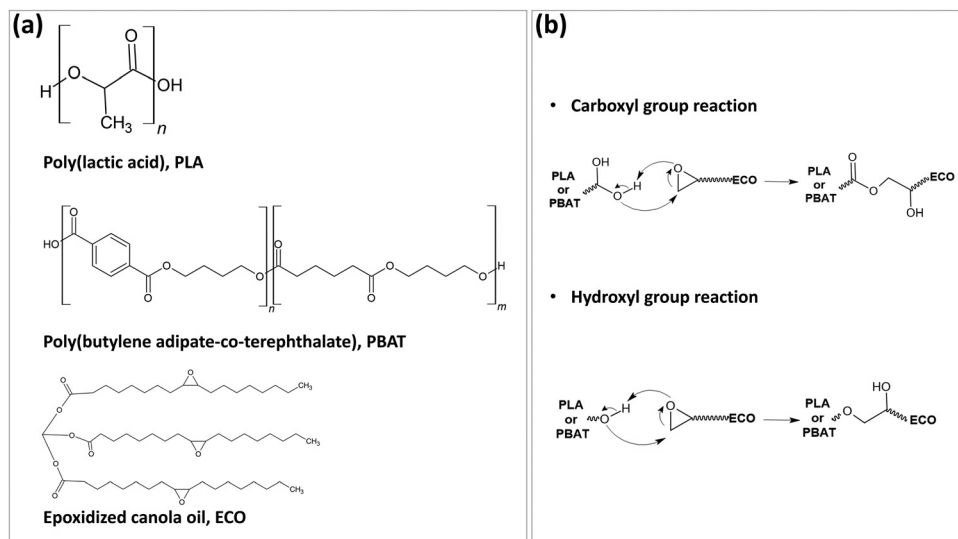 (a)
O
H
O
OH
CH3
n
Poly(lactic acid), PLA
O
HO
O
O
O
O
O
O
O
O
H
n
m
Poly(butylene adipate-co-terephthalate), PBAT
O
O
O
CH3
O
O
O
CH3
O
O
O
CH3
Epoxidized canola oil, ECO
(b)
• Carboxyl group reaction
PLA
or
PBAT
OH
O
H
O
ECO
PLA
or
PBAT
O
O
OH
ECO
• Hydroxyl group reaction
PLA
or
PBAT
O
H
O
ECO
PLA
or
PBAT
O
HO
ECO